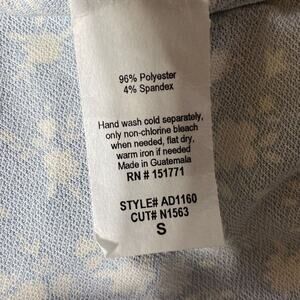 96% Polyester
4% Spandex
Hand wash cold separately,
only non-chlorine bleach
when needed, flat dry,
warm iron if needed
Made in Guatemala
RN # 151771
STYLE# AD1160
CUT# N1563
S